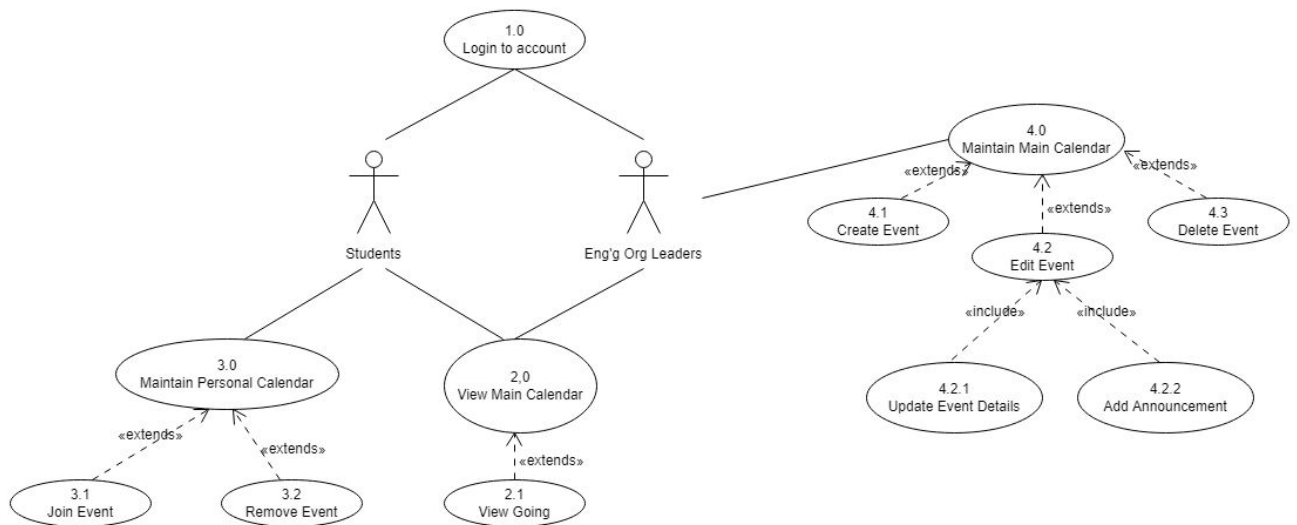 1.0
Login to account
Students
Eng'g Org Leaders
4.0
Maintain Main Calendar
«extends»
«extends»
«extends»
4.1
Create Event
4.3
Delete Event
4.2
Edit Event
«include»
«include»
4.2.1
Update Event Details
4.2.2
Add Announcement
3.0
Maintain Personal Calendar
2,0
View Main Calendar
«extends»
«extends»
«extends»
3.1
Join Event
3.2
Remove Event
2.1
View Going